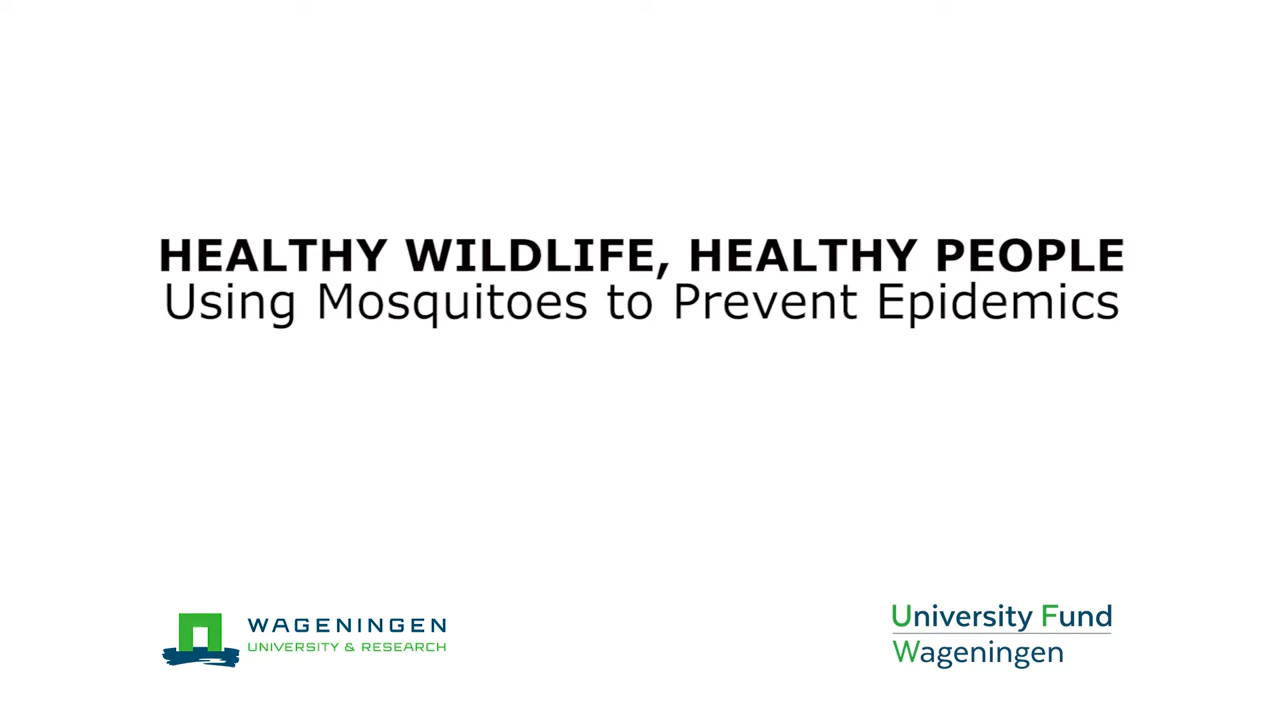 HEALTHY WILDLIFE, HEALTHY PEOPLE
Using Mosquitoes to Prevent Epidemics
WAGENINGEN
UNIVERSITY & RESEARCH
University Fund
Wageningen